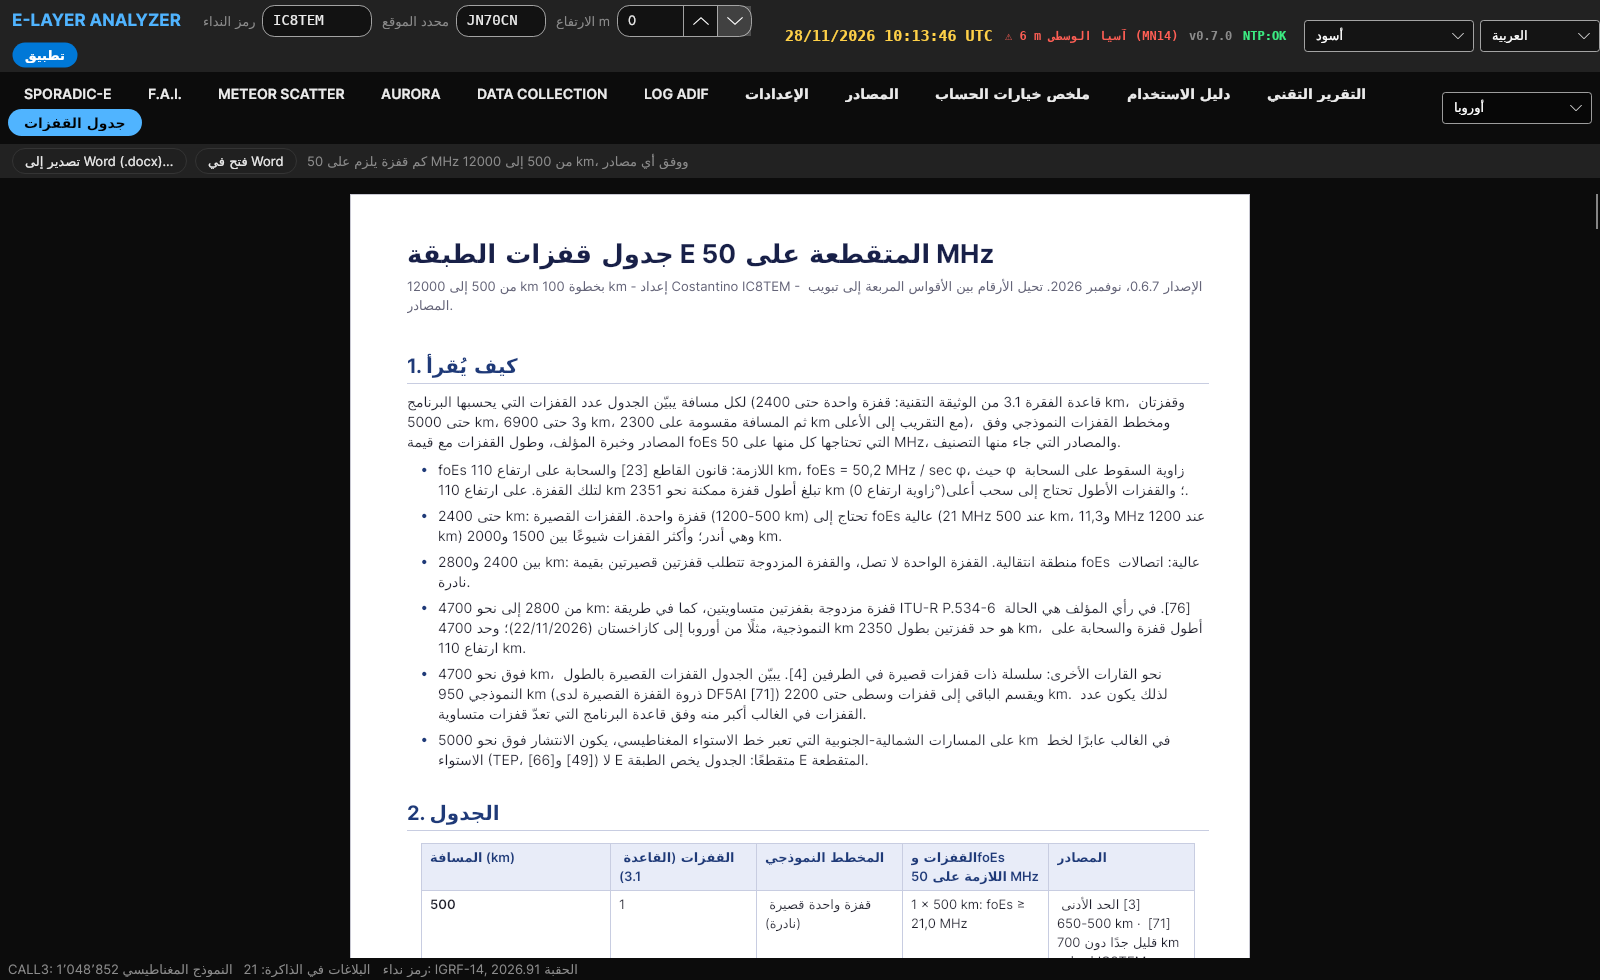 E-LAYER ANALYZER رمز النداء IC8TEM محدد الموقع JN70CN الارتفاع m 0
28/11/2026 10:13:46 UTC ⚠ 6 m آسيا الوسطى (MN14) v0.7.0 NTP:OK أسود العربية
تطبيق
SPORADIC-E F.A.I. METEOR SCATTER AURORA DATA COLLECTION LOG ADIF الإعدادات المصادر ملخص خيارات الحساب دليل الاستخدام التقرير التقني
أوروبا
جدول القفزات
تصدير إلى Word (.docx)... فتح في Word كم قفزة يلزم على 50 MHz من 500 إلى 12000 km، ووفق أي مصادر
جدول قفزات الطبقة E المتقطعة على 50 MHz
من 500 إلى 12000 km بخطوة 100 km - إعداد Costantino IC8TEM - الإصدار 0.6.7، نوفمبر 2026. تحيل الأرقام بين الأقواس المربعة إلى تبويب
المصادر.
1. كيف يُقرأ
لكل مسافة يبيّن الجدول عدد القفزات التي يحسبها البرنامج (قاعدة الفقرة 3.1 من الوثيقة التقنية: قفزة واحدة حتى 2400 km، وقفزتان
حتى 5000 km، و3 حتى 6900 km، ثم المسافة مقسومة على 2300 km مع التقريب إلى الأعلى)، ومخطط القفزات النموذجي وفق
المصادر وخبرة المؤلف، وطول القفزات مع قيمة foEs التي تحتاجها كل منها على 50 MHz، والمصادر التي جاء منها التصنيف.
• foEs اللازمة: قانون القاطع [23] والسحابة على ارتفاع 110 km، foEs = 50,2 MHz / sec φ، حيث φ زاوية السقوط على السحابة
لتلك القفزة. على ارتفاع 110 km تبلغ أطول قفزة ممكنة نحو 2351 km (زاوية ارتفاع 0°)؛ والقفزات الأطول تحتاج إلى سحب أعلى.
• حتى 2400 km: قفزة واحدة. القفزات القصيرة (500-1200 km) تحتاج إلى foEs عالية (21 MHz عند 500 km، و11,3 MHz عند 1200
km) وهي أندر؛ وأكثر القفزات شيوعًا بين 1500 و2000 km.
• بين 2400 و2800 km: منطقة انتقالية. القفزة الواحدة لا تصل، والقفزة المزدوجة تتطلب قفزتين قصيرتين بقيمة foEs عالية: اتصالات
نادرة.
• من 2800 إلى نحو 4700 km: قفزة مزدوجة بقفزتين متساويتين، كما في طريقة ITU-R P.534-6 [76]. في رأي المؤلف هي الحالة
النموذجية، مثلًا من أوروبا إلى كازاخستان (22/11/2026)؛ وحد 4700 km هو حد قفزتين بطول 2350 km، أطول قفزة والسحابة على
ارتفاع 110 km.
• فوق نحو 4700 km، نحو القارات الأخرى: سلسلة ذات قفزات قصيرة في الطرفين [4]. يبيّن الجدول القفزات القصيرة بالطول
النموذجي 950 km (ذروة القفزة القصيرة لدى DF5AI [71]) ويقسم الباقي إلى قفزات وسطى حتى 2200 km. لذلك يكون عدد
القفزات في الغالب أكبر منه وفق قاعدة البرنامج التي تعدّ قفزات متساوية.
• على المسارات الشمالية-الجنوبية التي تعبر خط الاستواء المغناطيسي، يكون الانتشار فوق نحو 5000 km في الغالب عابرًا لخط
الاستواء (TEP، [49] و[66]) لا E متقطعًا: الجدول يخص الطبقة E المتقطعة.
2. الجدول
المسافة (km) القفزات (القاعدة المخطط النموذجي القفزات وfoEs المصادر
3.1) اللازمة على 50 MHz
500 1 قفزة واحدة قصيرة 1 × 500 km: foEs ≥ [3] الحد الأدنى
(نادرة) 21,0 MHz 500-650 km · [71]
قليل جدًا دون 700 km
CALL3: 1’048’852 رمز نداء البلاغات في الذاكرة: 21 النموذج المغناطيسي: IGRF-14, الحقبة 2026.91